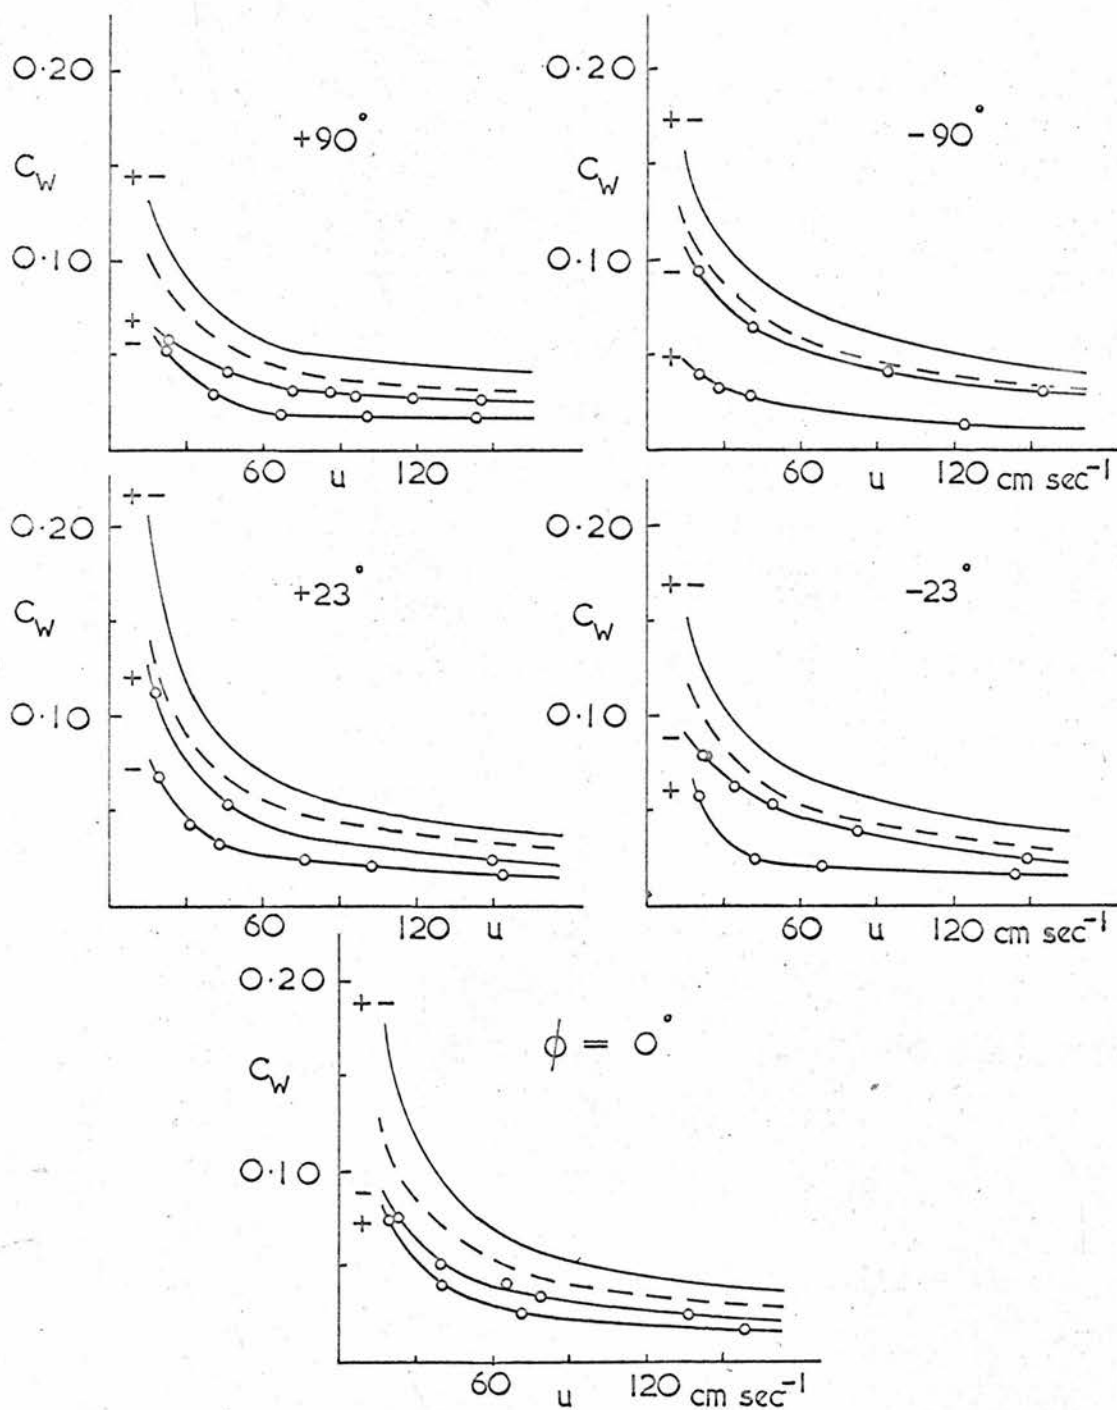 0·20
+90°
C_W
+-
0·10
+
-
60 u 120
0·20
+-
-90°
C_W
0·10
-
+
60 u 120 cm sec⁻¹
+-
0·20
+23°
C_W
+
0·10
-
60 120 u
0·20
+-
-23°
C_W
0·10
-
+
60 u 120 cm sec⁻¹
0·20
+-
ϕ = 0°
C_W
0·10
-
+
60 u 120 cm sec⁻¹